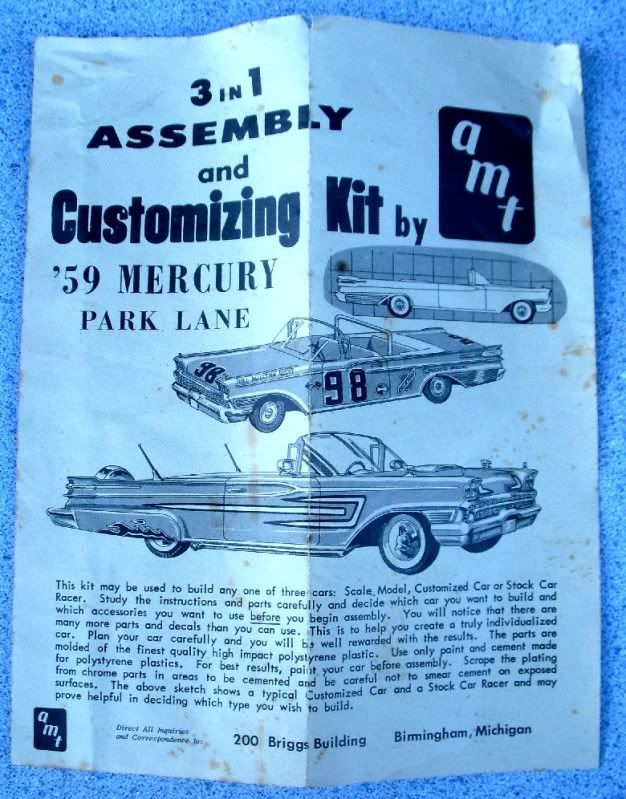 3 IN 1
ASSEMBLY
and
Customizing Kit by
amt
'59 MERCURY
PARK LANE
98
98
This kit may be used to build any one of three cars: Scale Model, Customized Car or Stock Car
Racer. Study the instructions and parts carefully and decide which car you want to build and
which accessories you want to use before you begin assembly. You will notice that there are
many more parts and decals than you can use. This is to help you create a truly individualized
car. Plan your car carefully and you will be well rewarded with the results. The parts are
molded of the finest quality high impact polystyrene plastic. Use only paint and cement made
for polystyrene plastics. For best results, paint your car before assembly. Scrape the plating
from chrome parts in areas to be cemented and be careful not to smear cement on exposed
surfaces. The above sketch shows a typical Customized Car and a Stock Car Racer and may
prove helpful in deciding which type you wish to build.
amt
Direct All Inquiries
and Correspondence to:
200 Briggs Building Birmingham, Michigan